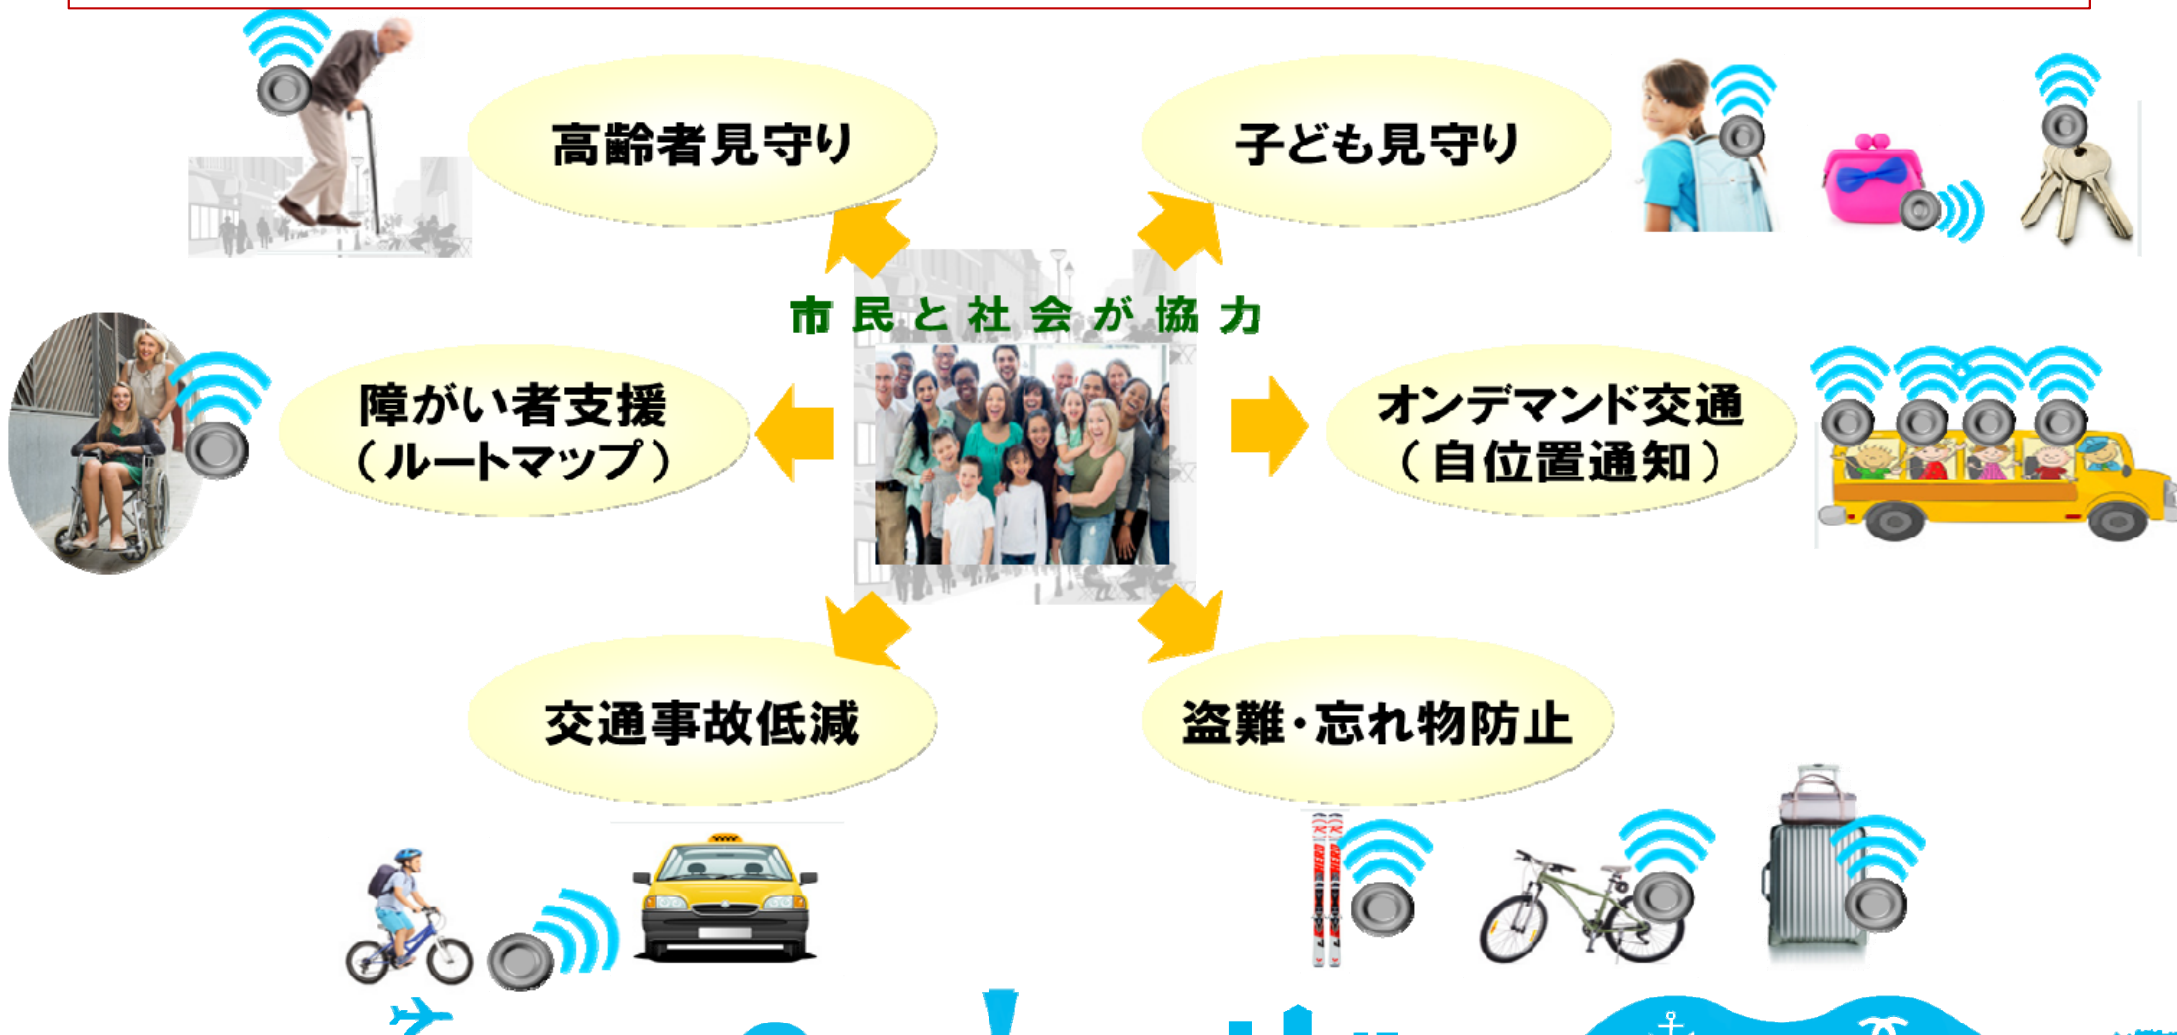 高齢者見守り
子ども見守り
市民と社会が協力
障がい者支援
（ルートマップ）
オンデマンド交通
（自位置通知）
交通事故低減
盗難・忘れ物防止